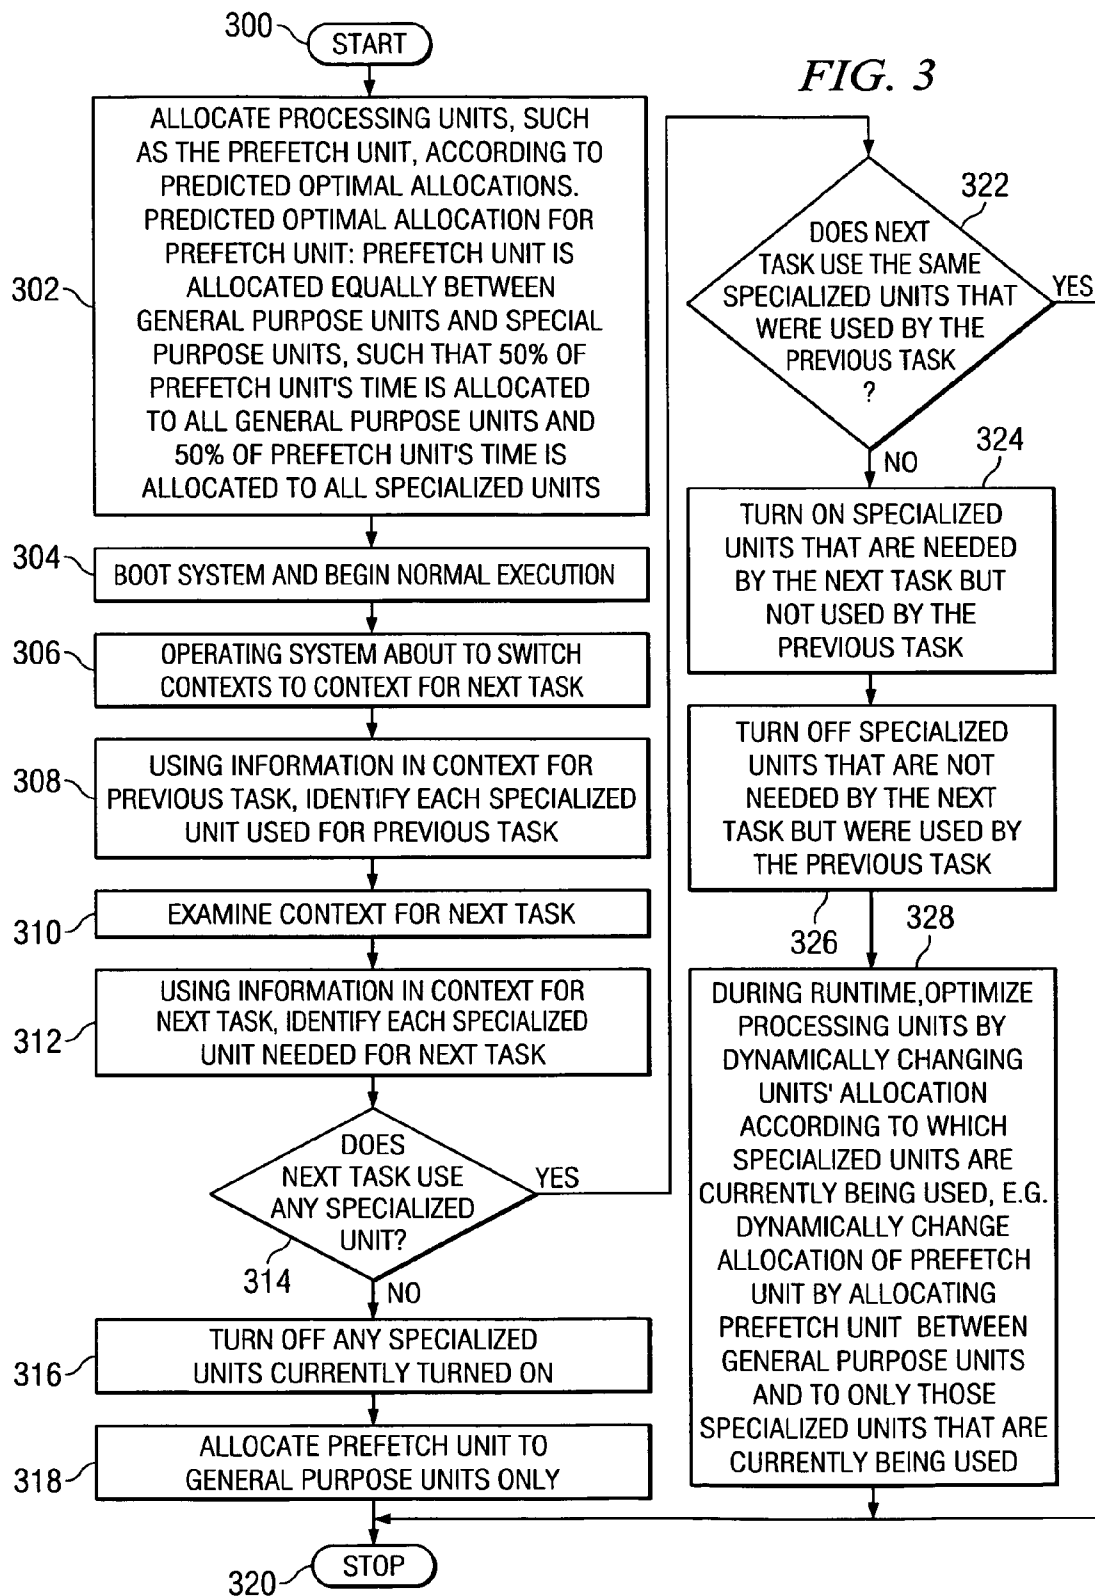 300
START
FIG. 3
302
ALLOCATE PROCESSING UNITS, SUCH
AS THE PREFETCH UNIT, ACCORDING TO
PREDICTED OPTIMAL ALLOCATIONS.
PREDICTED OPTIMAL ALLOCATION FOR
PREFETCH UNIT: PREFETCH UNIT IS
ALLOCATED EQUALLY BETWEEN
GENERAL PURPOSE UNITS AND SPECIAL
PURPOSE UNITS, SUCH THAT 50% OF
PREFETCH UNIT'S TIME IS ALLOCATED
TO ALL GENERAL PURPOSE UNITS AND
50% OF PREFETCH UNIT'S TIME IS
ALLOCATED TO ALL SPECIALIZED UNITS
304
BOOT SYSTEM AND BEGIN NORMAL EXECUTION
306
OPERATING SYSTEM ABOUT TO SWITCH
CONTEXTS TO CONTEXT FOR NEXT TASK
308
USING INFORMATION IN CONTEXT FOR
PREVIOUS TASK, IDENTIFY EACH SPECIALIZED
UNIT USED FOR PREVIOUS TASK
310
EXAMINE CONTEXT FOR NEXT TASK
312
USING INFORMATION IN CONTEXT FOR
NEXT TASK, IDENTIFY EACH SPECIALIZED
UNIT NEEDED FOR NEXT TASK
DOES
NEXT TASK USE
ANY SPECIALIZED
UNIT?
314
YES
NO
316
TURN OFF ANY SPECIALIZED
UNITS CURRENTLY TURNED ON
318
ALLOCATE PREFETCH UNIT TO
GENERAL PURPOSE UNITS ONLY
320
STOP
322
DOES NEXT
TASK USE THE SAME
SPECIALIZED UNITS THAT
WERE USED BY THE
PREVIOUS TASK
?
YES
NO
324
TURN ON SPECIALIZED
UNITS THAT ARE NEEDED
BY THE NEXT TASK BUT
NOT USED BY THE
PREVIOUS TASK
TURN OFF SPECIALIZED
UNITS THAT ARE NOT
NEEDED BY THE NEXT
TASK BUT WERE USED BY
THE PREVIOUS TASK
326
328
DURING RUNTIME, OPTIMIZE
PROCESSING UNITS BY
DYNAMICALLY CHANGING
UNITS' ALLOCATION
ACCORDING TO WHICH
SPECIALIZED UNITS ARE
CURRENTLY BEING USED, E.G.
DYNAMICALLY CHANGE
ALLOCATION OF PREFETCH
UNIT BY ALLOCATING
PREFETCH UNIT BETWEEN
GENERAL PURPOSE UNITS
AND TO ONLY THOSE
SPECIALIZED UNITS THAT ARE
CURRENTLY BEING USED